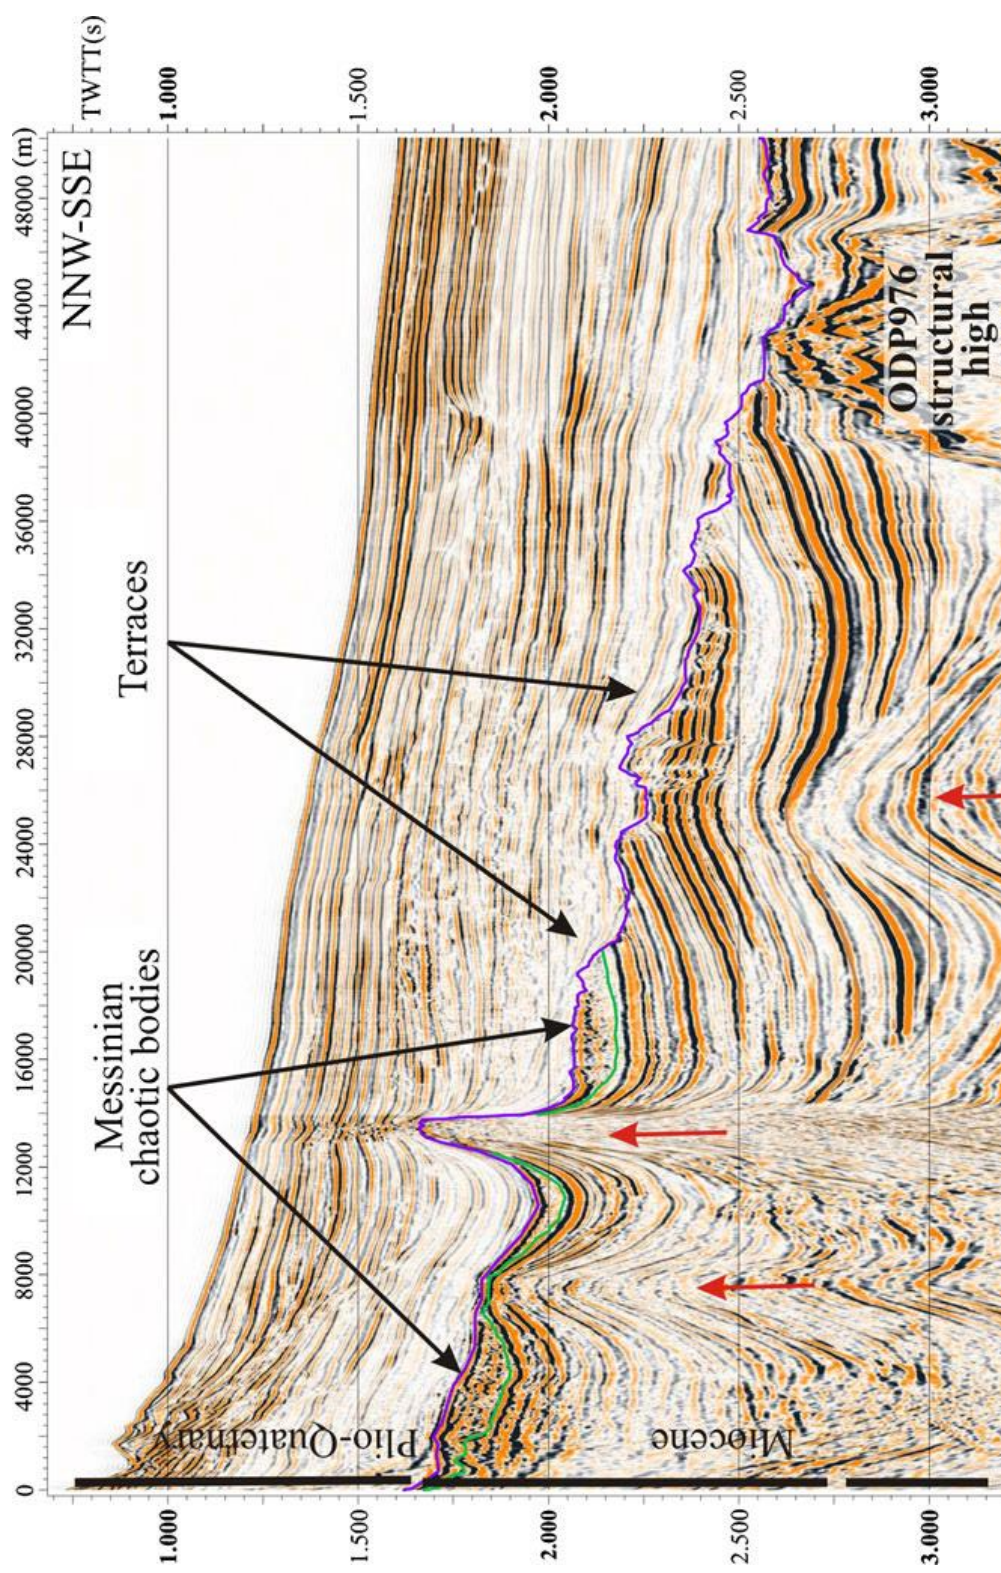 0 4000 8000 12000 16000 20000 24000 28000 32000 36000 40000 44000 48000 (m)
TWTT(s)
NNW-SSE
1.000
1.500
2.000
2.500
3.000
1.000
1.500
2.000
2.500
3.000
Messinian
chaotic bodies
Terraces
ODP976
structural
high
Plio-Quaternary
Miocene